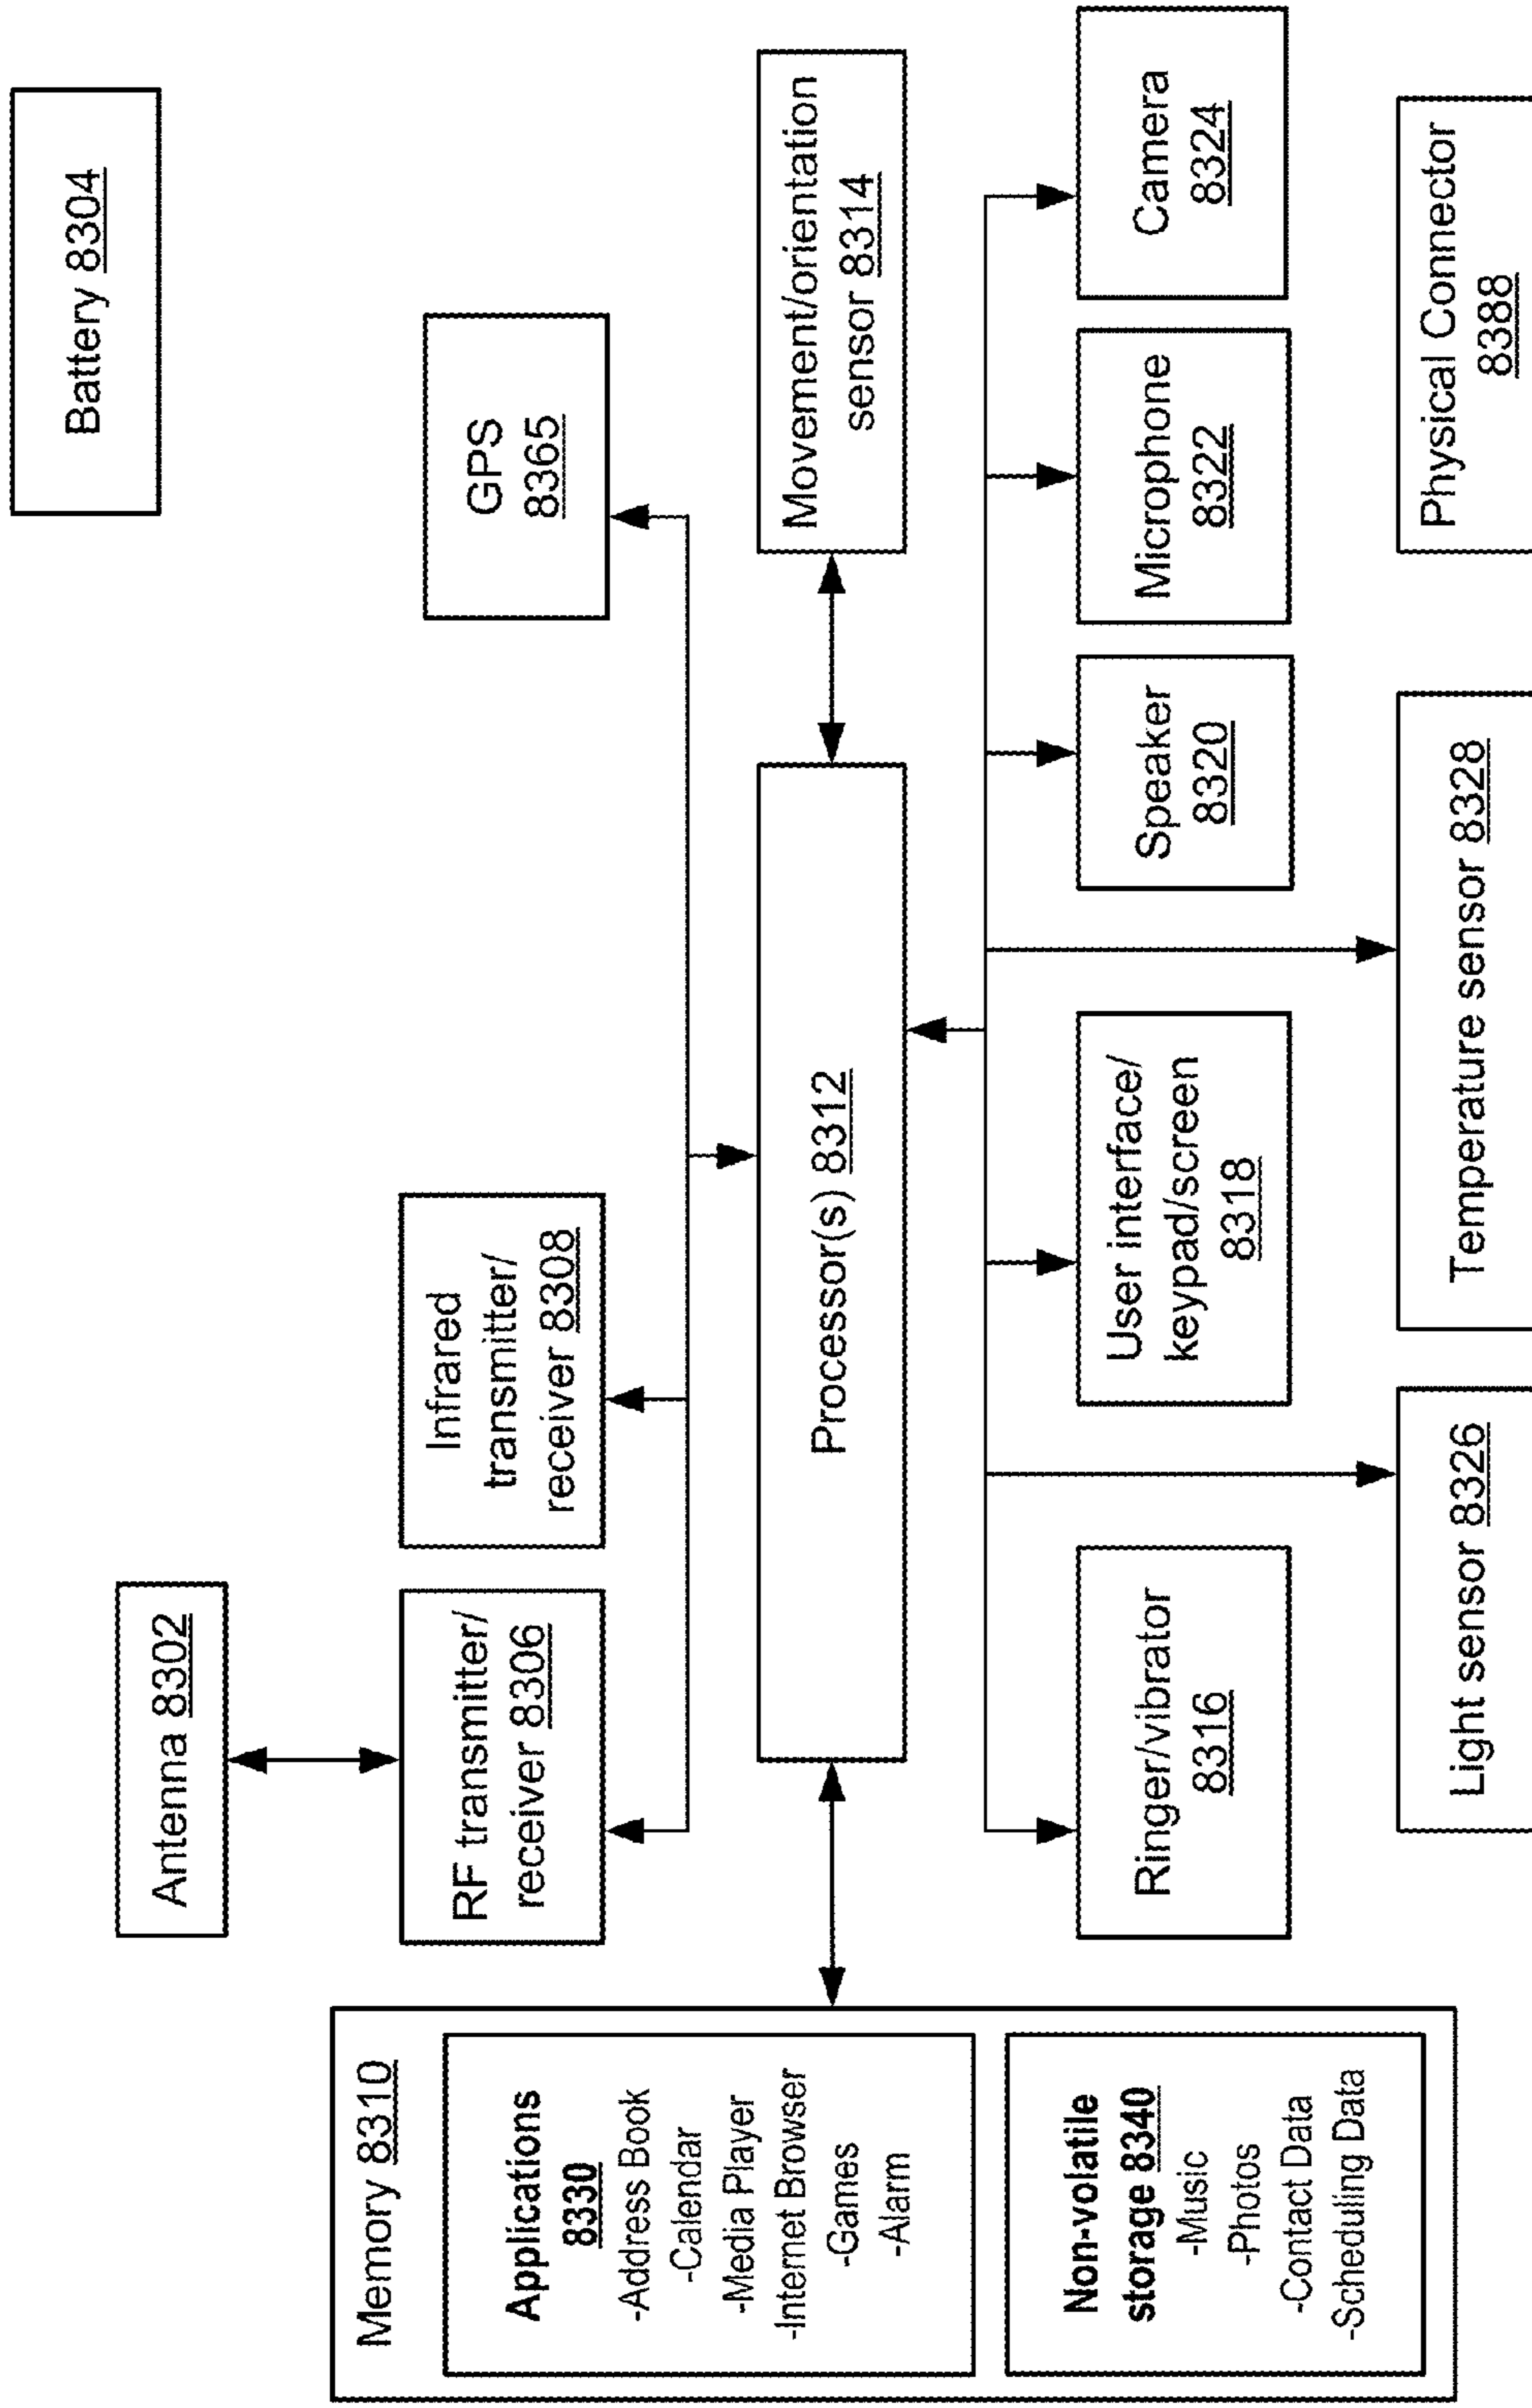 Battery 8304
Antenna 8302
RF transmitter/
receiver 8306
Infrared
transmitter/
receiver 8308
GPS
8365
Memory 8310
Applications
8330
-Address Book
-Calendar
-Media Player
-Internet Browser
-Games
-Alarm
Non-volatile
storage 8340
-Music
-Photos
-Contact Data
-Scheduling Data
Processor(s) 8312
Movement/orientation
sensor 8314
Ringer/vibrator
8316
User interface/
keypad/screen
8318
Speaker
8320
Microphone
8322
Camera
8324
Light sensor 8326
Temperature sensor 8328
Physical Connector
8388